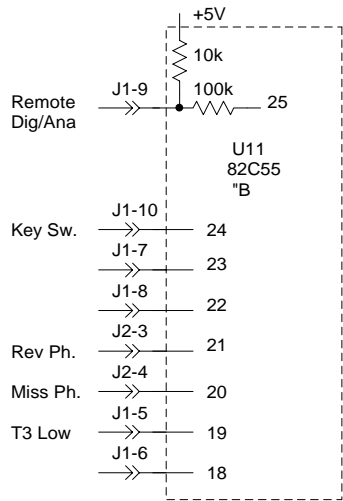 +5V
10k
J1-9 100k
Remote 25
Dig/Ana
U11
82C55
"B
J1-10
Key Sw. 24
J1-7
23
J1-8
22
J2-3
Rev Ph. 21
J2-4
Miss Ph. 20
J1-5
T3 Low 19
J1-6
18